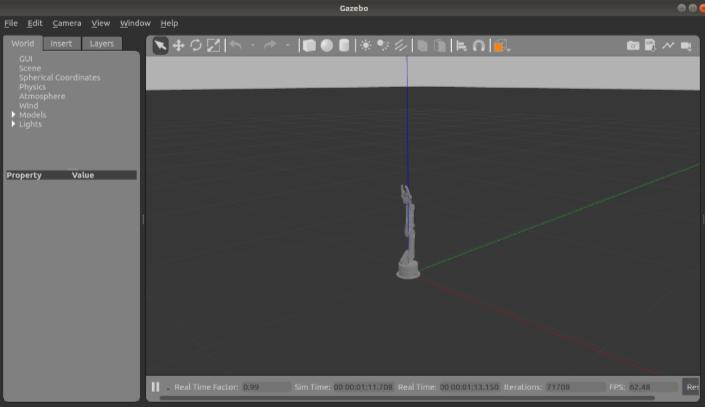 Gazebo
File Edit Camera View Window Help
World Insert Layers
GUI
Scene
Spherical Coordinates
Physics
Atmosphere
Wind
Models
Lights
Property Value
Real Time Factor: 0.99 Sim Time: 00 00:01:11.708 Real Time: 00 00:01:13.150 Iterations: 71708 FPS: 62.48 Res